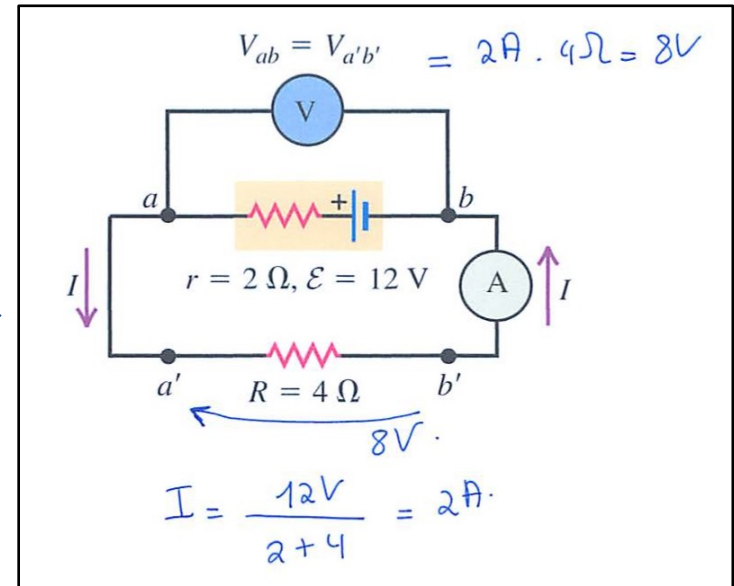 V_ab = V_a'b' = 2A . 4Ω = 8V
V
a
+
b
I
r = 2 Ω, ℰ = 12 V
A
I
a'
R = 4 Ω
b'
8V.
I = 12V / 2+4 = 2A.